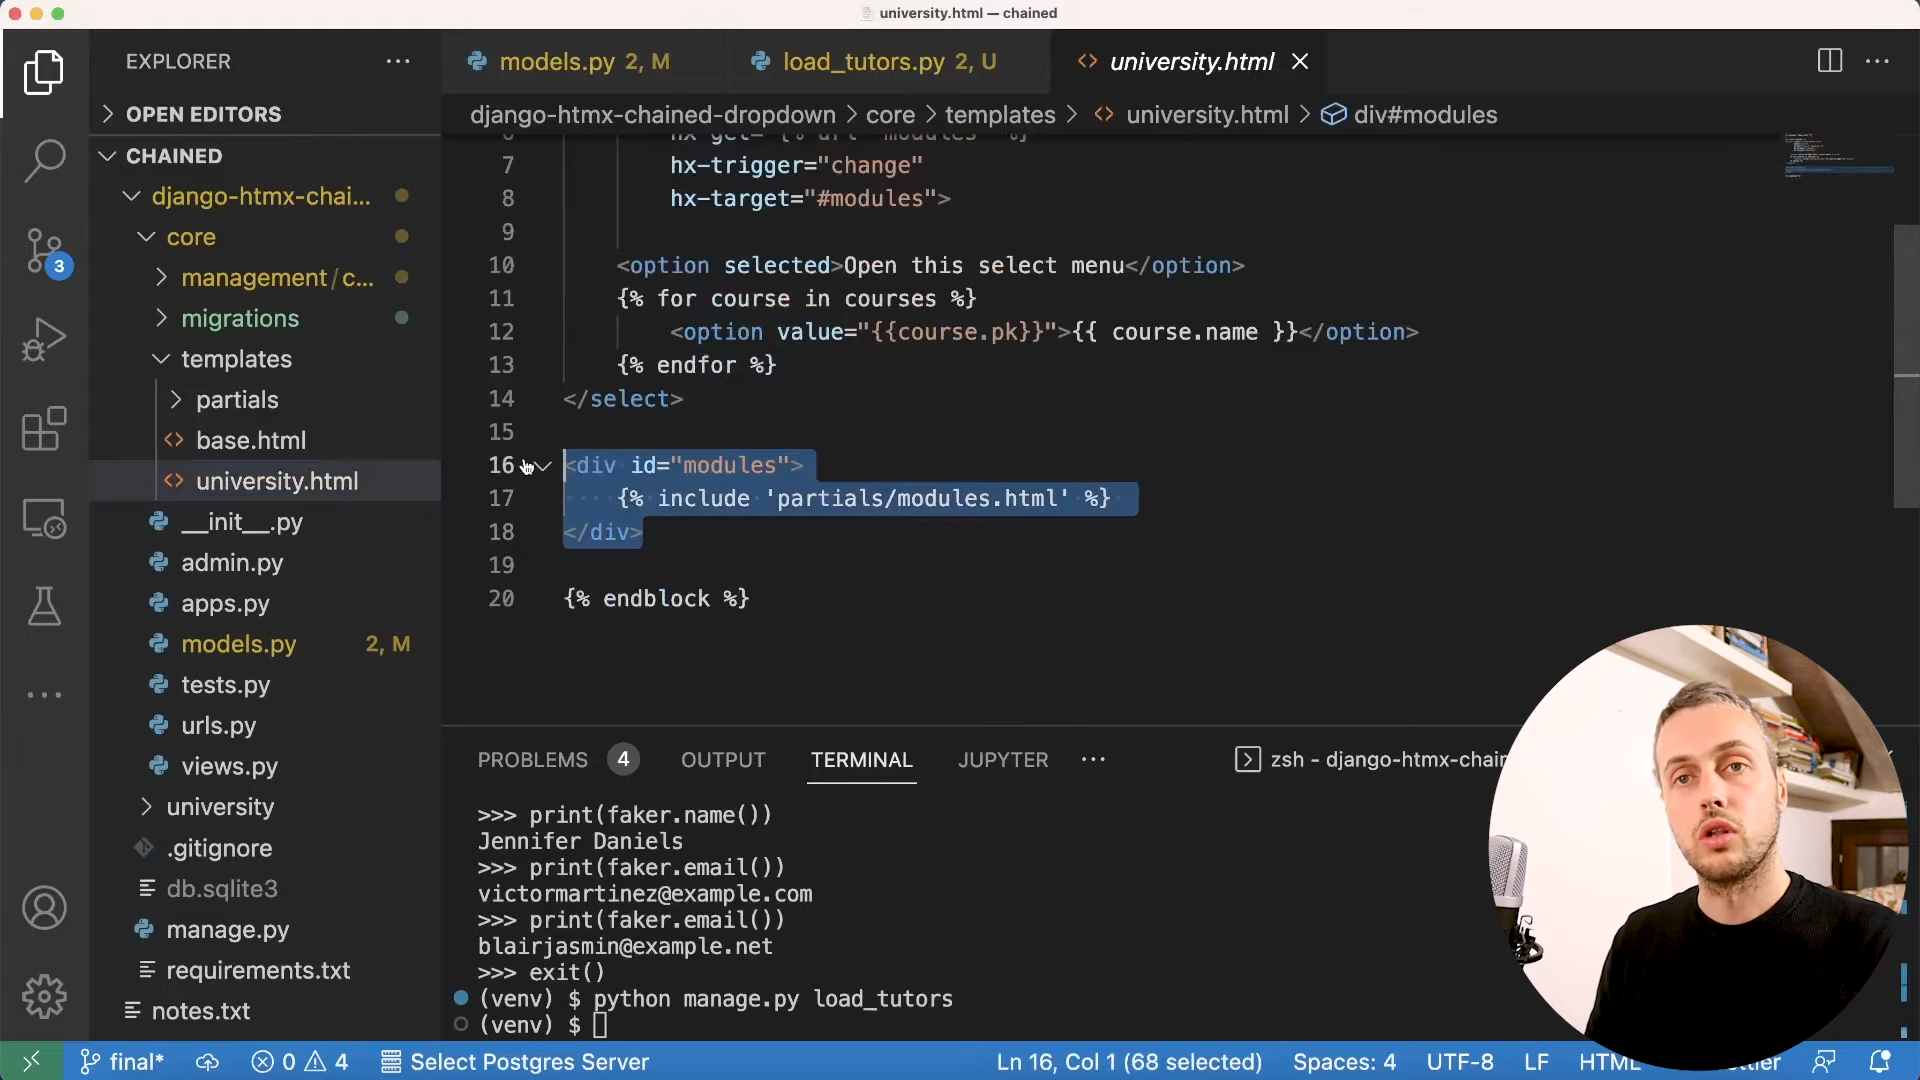 university.html — chained
EXPLORER
models.py 2, M
load_tutors.py 2, U
university.html
OPEN EDITORS
django-htmx-chained-dropdown > core > templates > university.html > div#modules
CHAINED
django-htmx-chai...
core
management/c...
migrations
templates
partials
base.html
university.html
__init__.py
admin.py
apps.py
models.py 2, M
tests.py
urls.py
views.py
university
.gitignore
db.sqlite3
manage.py
requirements.txt
notes.txt
3
7 hx-trigger="change"
8 hx-target="#modules">
9
10 <option selected>Open this select menu</option>
11 {% for course in courses %}
12 <option value="{{course.pk}}">{{ course.name }}</option>
13 {% endfor %}
14 </select>
15
16 <div id="modules">
17 {% include 'partials/modules.html' %}
18 </div>
19
20 {% endblock %}
PROBLEMS 4 OUTPUT TERMINAL JUPYTER
zsh - django-htmx-chain
>>> print(faker.name())
Jennifer Daniels
>>> print(faker.email())
victormartinez@example.com
>>> print(faker.email())
blairjasmin@example.net
>>> exit()
(venv) $ python manage.py load_tutors
(venv) $
final* 0 4 Select Postgres Server Ln 16, Col 1 (68 selected) Spaces: 4 UTF-8 LF HTML